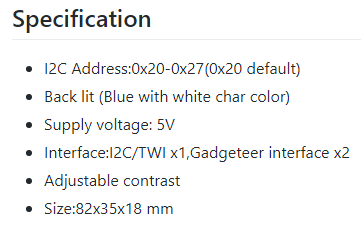 Specification
I2C Address:0x20-0x27(0x20 default)
Back lit (Blue with white char color)
Supply voltage: 5V
Interface:I2C/TWI x1,Gadgeteer interface x2
Adjustable contrast
Size:82x35x18 mm